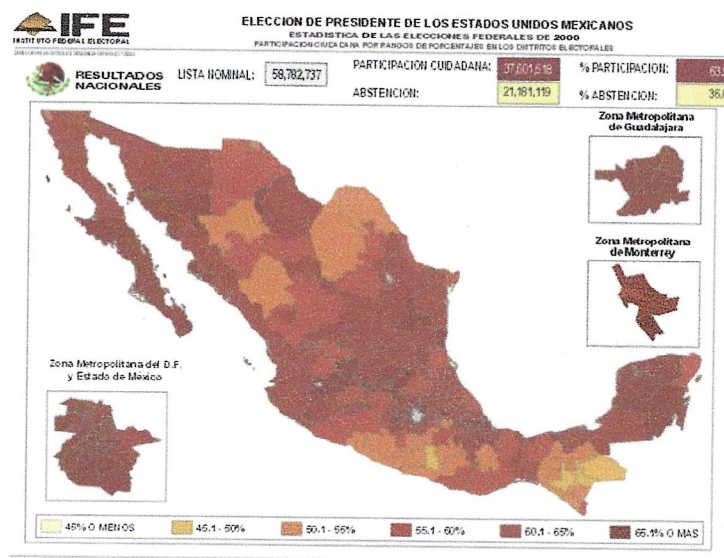 IFE
INSTITUTO FEDERAL ELECTORAL
ELECCION DE PRESIDENTE DE LOS ESTADOS UNIDOS MEXICANOS
ESTADISTICA DE LAS ELECCIONES FEDERALES DE 2000
PARTICIPACION CIUDADANA POR RANGOS DE PORCENTAJES EN LOS DISTRITOS ELECTORALES
RESULTADOS
NACIONALES
LISTA NOMINAL: 58,782,737
PARTICIPACION CUIDADANA: 37,601,618
% PARTICIPACION: 63.
ABSTENCION: 21,181,119
% ABSTENCION: 36.
Zona Metropolitana
de Guadalajara
Zona Metropolitana
de Monterrey
Zona Metropolitana del D.F.
y Estado de México
45% O MENOS
45.1 - 50%
50.1 - 55%
55.1 - 60%
60.1 - 65%
65.1% O MAS